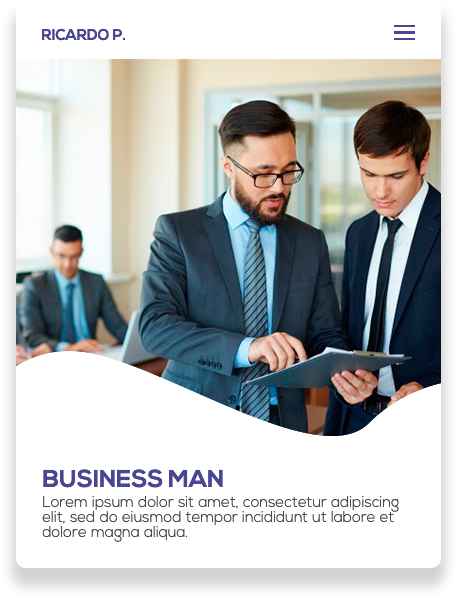 RICARDO P.
BUSINESS MAN
Lorem ipsum dolor sit amet, consectetur adipiscing
elit, sed do eiusmod tempor incididunt ut labore et
dolore magna aliqua.